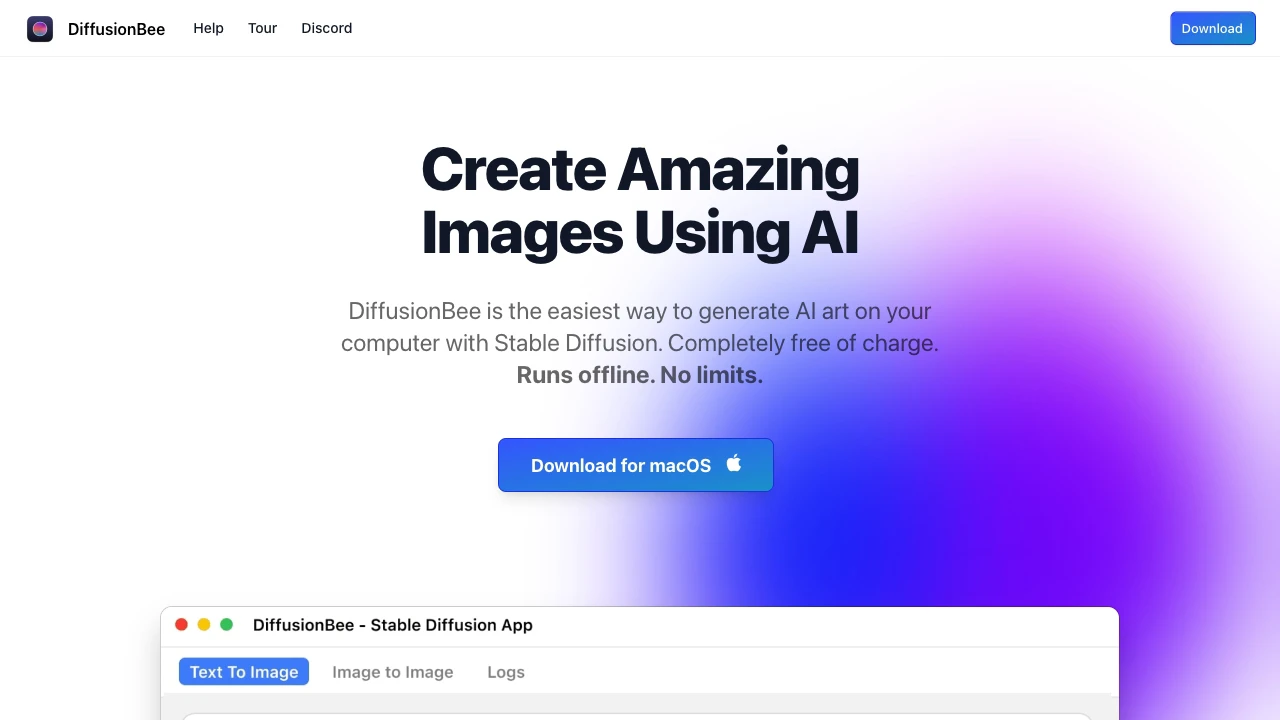 DiffusionBee
Help
Tour
Discord
Download
Create Amazing
Images Using AI
DiffusionBee is the easiest way to generate AI art on your
computer with Stable Diffusion. Completely free of charge.
Runs offline. No limits.
Download for macOS
DiffusionBee - Stable Diffusion App
Text To Image
Image to Image
Logs